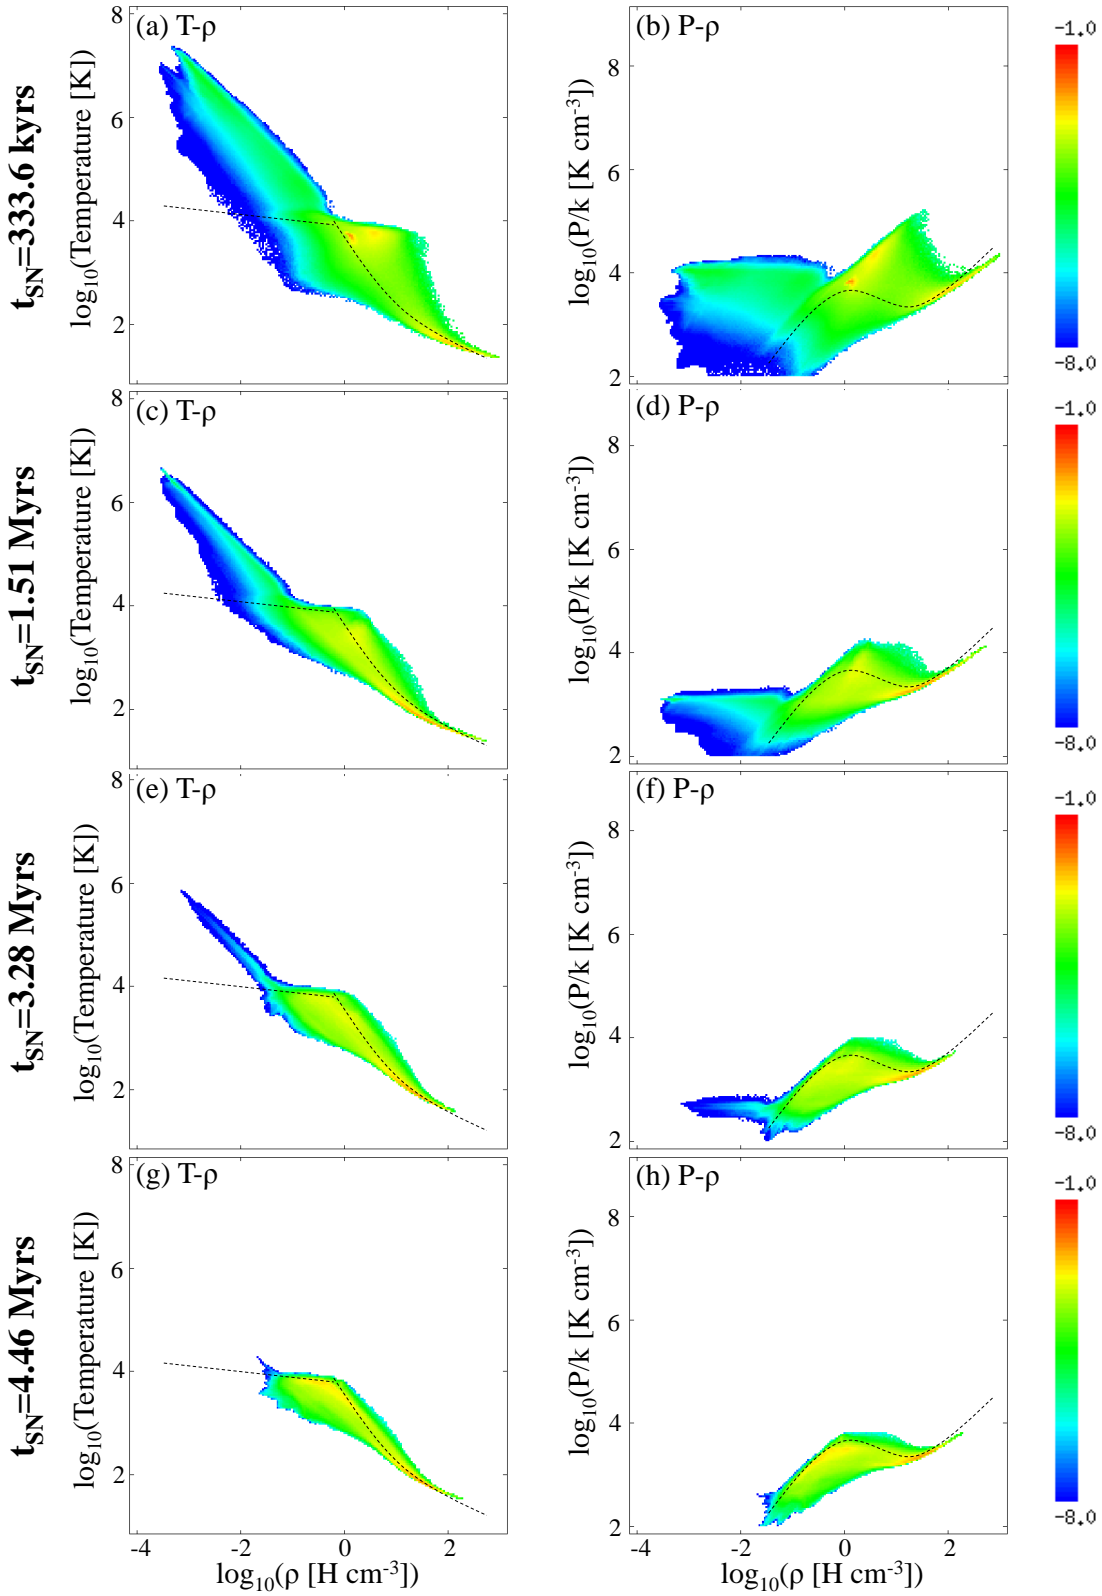 (a) T-ρ
(b) P-ρ
-1.0
8
6
4
2
log10(Temperature [K])
tSN=333.6 kyrs
8
6
4
2
log10(P/k [K cm-3])
-8.0
(c) T-ρ
(d) P-ρ
-1.0
8
6
4
2
log10(Temperature [K])
tSN=1.51 Myrs
8
6
4
2
log10(P/k [K cm-3])
-8.0
(e) T-ρ
(f) P-ρ
-1.0
8
6
4
2
log10(Temperature [K])
tSN=3.28 Myrs
8
6
4
2
log10(P/k [K cm-3])
-8.0
(g) T-ρ
(h) P-ρ
-1.0
8
6
4
2
log10(Temperature [K])
tSN=4.46 Myrs
8
6
4
2
log10(P/k [K cm-3])
-8.0
-4 -2 0 2
-4 -2 0 2
log10(ρ [H cm-3])
log10(ρ [H cm-3])